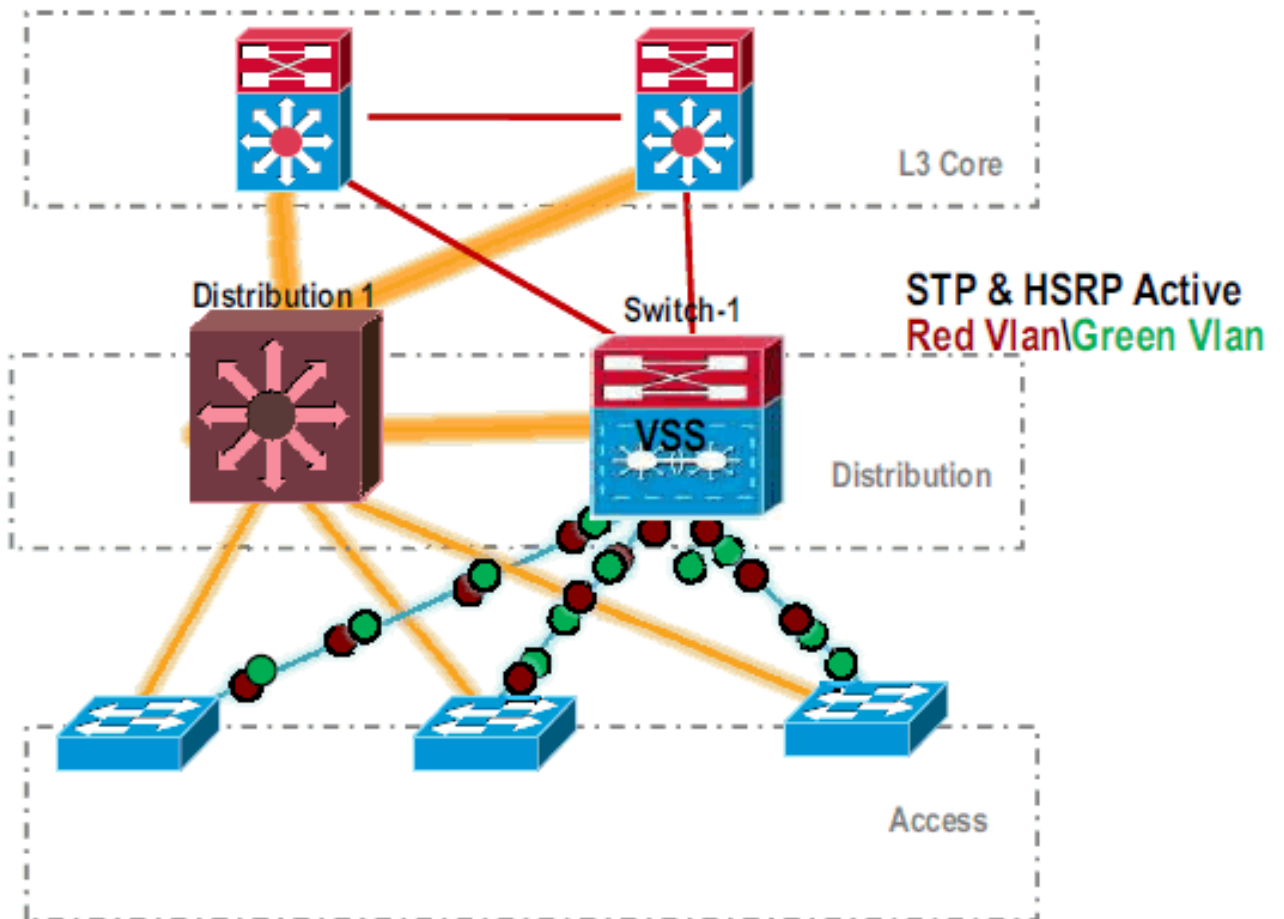 L3 Core
Distribution 1
Switch-1
STP & HSRP Active
Red Vlan\Green Vlan
VSS
Distribution
Access